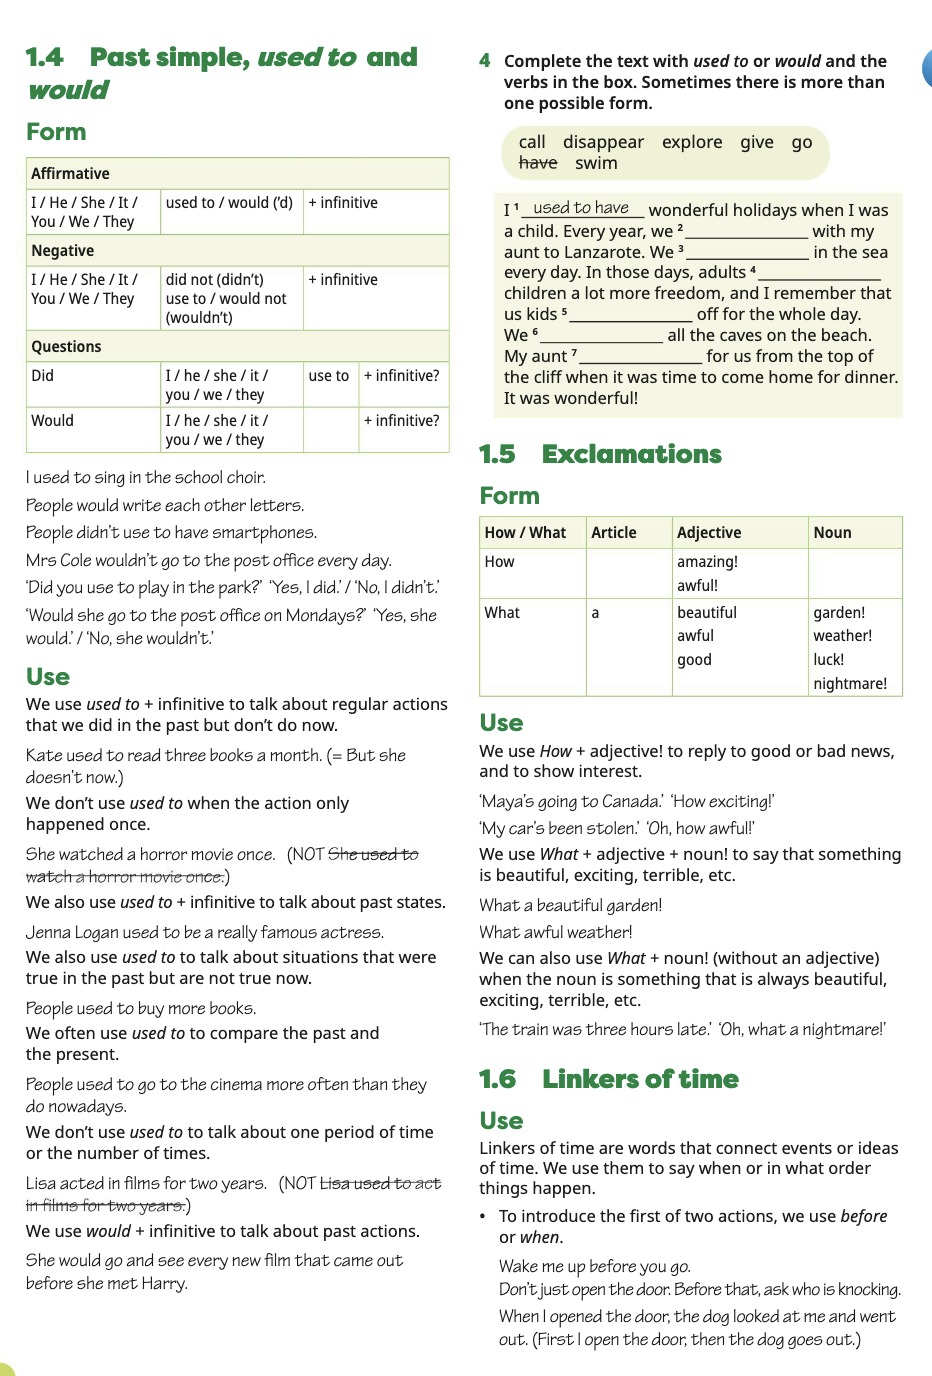 1.4 Past simple, used to and
would
Form
Affirmative
I / He / She / It / used to / would (’d) + infinitive
You / We / They
Negative
I / He / She / It / did not (didn’t) + infinitive
You / We / They use to / would not
(wouldn’t)
Questions
Did I / he / she / it / use to + infinitive?
you / we / they
Would I / he / she / it / + infinitive?
you / we / they
I used to sing in the school choir.
People would write each other letters.
People didn’t use to have smartphones.
Mrs Cole wouldn’t go to the post office every day.
‘Did you use to play in the park?’ ‘Yes, I did.’ / ‘No, I didn’t.’
‘Would she go to the post office on Mondays?’ ‘Yes, she
would.’ / ‘No, she wouldn’t.’
Use
We use used to + infinitive to talk about regular actions
that we did in the past but don’t do now.
Kate used to read three books a month. (= But she
doesn’t now.)
We don’t use used to when the action only
happened once.
She watched a horror movie once. (NOT She used to
watch a horror movie once.)
We also use used to + infinitive to talk about past states.
Jenna Logan used to be a really famous actress.
We also use used to to talk about situations that were
true in the past but are not true now.
People used to buy more books.
We often use used to to compare the past and
the present.
People used to go to the cinema more often than they
do nowadays.
We don’t use used to to talk about one period of time
or the number of times.
Lisa acted in films for two years. (NOT Lisa used to act
in films for two years.)
We use would + infinitive to talk about past actions.
She would go and see every new film that came out
before she met Harry.
4 Complete the text with used to or would and the
verbs in the box. Sometimes there is more than
one possible form.
call disappear explore give go
have swim
I 1 used to have wonderful holidays when I was
a child. Every year, we 2 ______________ with my
aunt to Lanzarote. We 3 ______________ in the sea
every day. In those days, adults 4 ______________
children a lot more freedom, and I remember that
us kids 5 ______________ off for the whole day.
We 6 ______________ all the caves on the beach.
My aunt 7 ______________ for us from the top of
the cliff when it was time to come home for dinner.
It was wonderful!
1.5 Exclamations
Form
How / What Article Adjective Noun
How amazing!
awful!
What a beautiful garden!
awful weather!
good luck!
nightmare!
Use
We use How + adjective! to reply to good or bad news,
and to show interest.
‘Maya’s going to Canada.’ ‘How exciting!’
‘My car’s been stolen.’ ‘Oh, how awful!’
We use What + adjective + noun! to say that something
is beautiful, exciting, terrible, etc.
What a beautiful garden!
What awful weather!
We can also use What + noun! (without an adjective)
when the noun is something that is always beautiful,
exciting, terrible, etc.
‘The train was three hours late.’ ‘Oh, what a nightmare!’
1.6 Linkers of time
Use
Linkers of time are words that connect events or ideas
of time. We use them to say when or in what order
things happen.
• To introduce the first of two actions, we use before
or when.
Wake me up before you go.
Don’t just open the door. Before that, ask who is knocking.
When I opened the door, the dog looked at me and went
out. (First I open the door, then the dog goes out.)